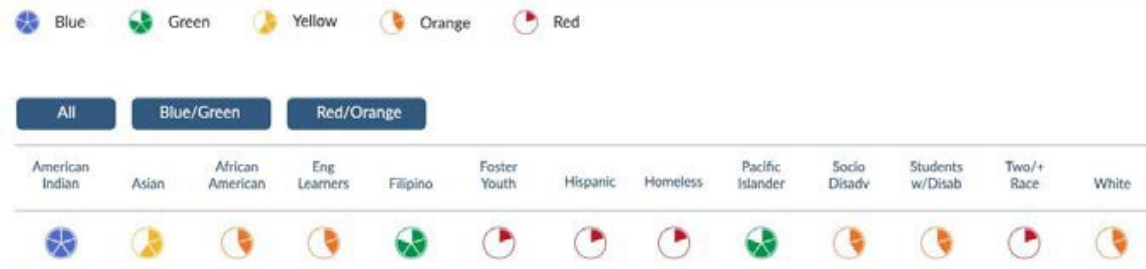 Blue Green Yellow Orange Red
All Blue/Green Red/Orange
American Indian
Asian
African American
Eng Learners
Filipino
Foster Youth
Hispanic
Homeless
Pacific Islander
Socio Disadv
Students w/Disab
Two/+ Race
White